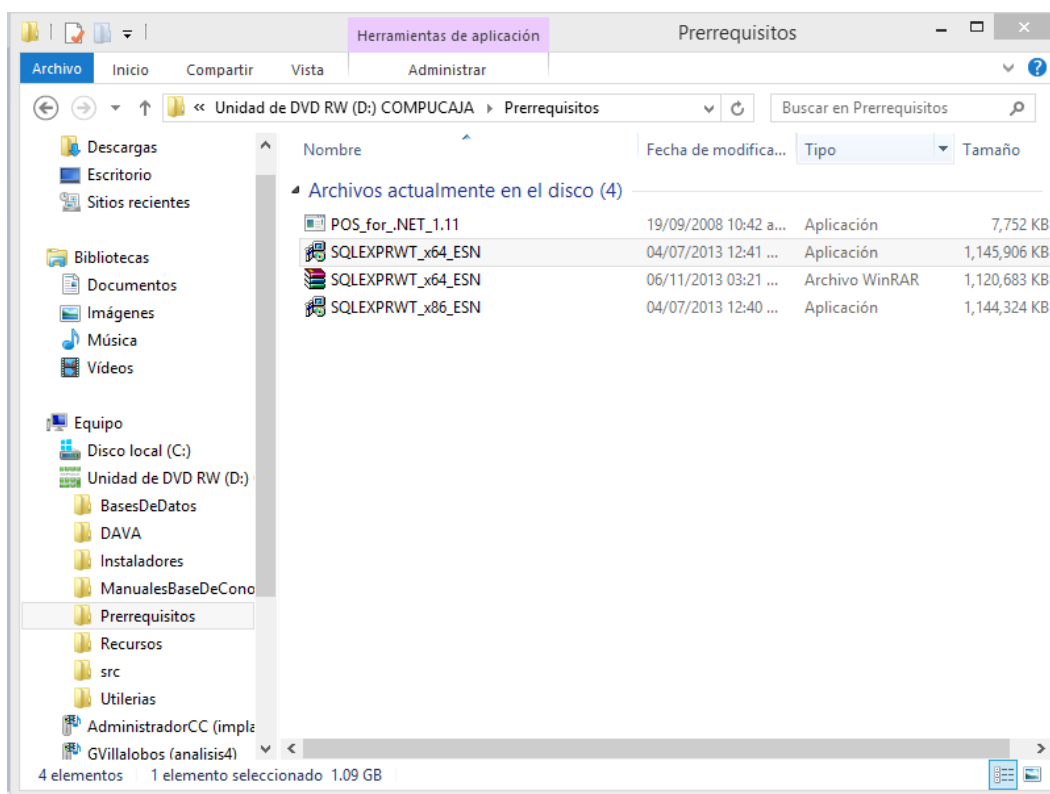 Herramientas de aplicación Prerrequisitos
Archivo Inicio Compartir Vista Administrar
« Unidad de DVD RW (D:) COMPUCAJA Prerrequisitos Buscar en Prerrequisitos
Descargas
Escritorio
Sitios recientes
Bibliotecas
Documentos
Imágenes
Música
Vídeos
Equipo
Disco local (C:)
Unidad de DVD RW (D:)
BasesDeDatos
DAVA
Instaladores
ManualesBaseDeCono
Prerrequisitos
Recursos
src
Utilerias
AdministradorCC (impla
GVillalobos (analisis4)
Nombre Fecha de modifica... Tipo Tamaño
Archivos actualmente en el disco (4)
POS_for_.NET_1.11 19/09/2008 10:42 a... Aplicación 7,752 KB
SQLEXPRWT_x64_ESN 04/07/2013 12:41 ... Aplicación 1,145,906 KB
SQLEXPRWT_x64_ESN 06/11/2013 03:21 ... Archivo WinRAR 1,120,683 KB
SQLEXPRWT_x86_ESN 04/07/2013 12:40 ... Aplicación 1,144,324 KB
4 elementos 1 elemento seleccionado 1.09 GB